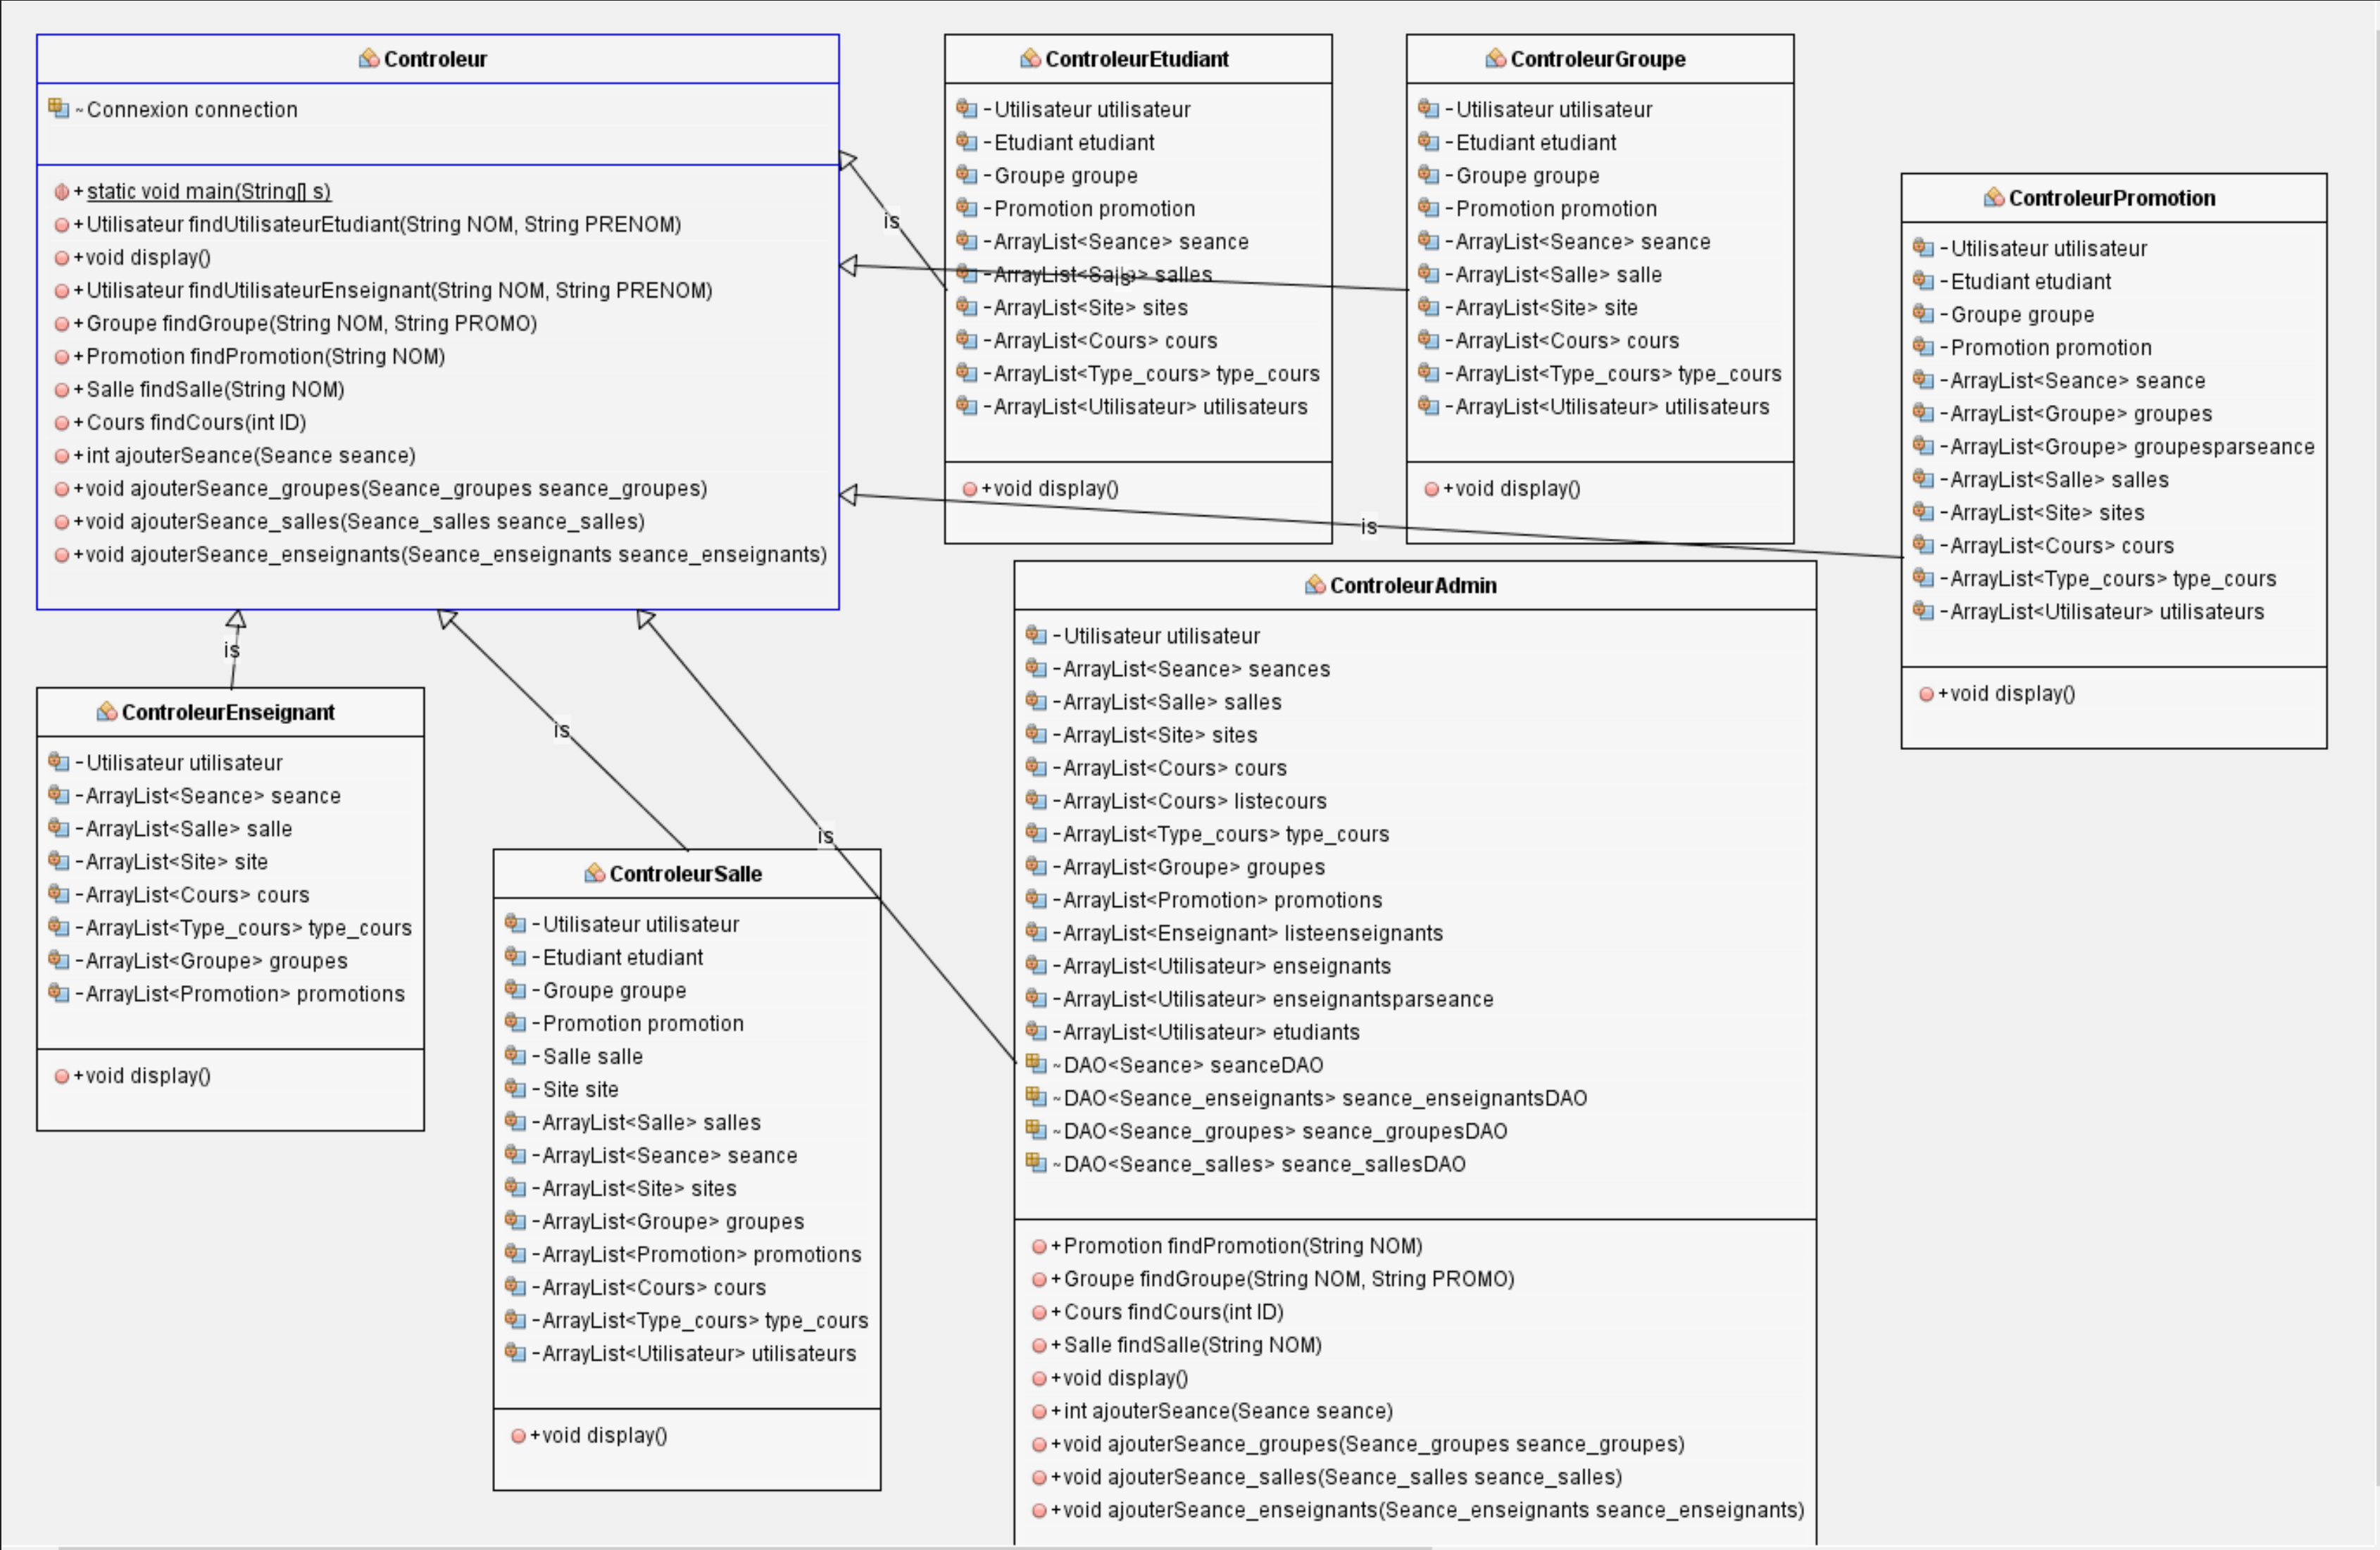 Controleur
~ Connexion connection
+ static void main(String[] s)
+ Utilisateur findUtilisateurEtudiant(String NOM, String PRENOM)
+ void display()
+ Utilisateur findUtilisateurEnseignant(String NOM, String PRENOM)
+ Groupe findGroupe(String NOM, String PROMO)
+ Promotion findPromotion(String NOM)
+ Salle findSalle(String NOM)
+ Cours findCours(int ID)
+ int ajouterSeance(Seance seance)
+ void ajouterSeance_groupes(Seance_groupes seance_groupes)
+ void ajouterSeance_salles(Seance_salles seance_salles)
+ void ajouterSeance_enseignants(Seance_enseignants seance_enseignants)
is
ControleurEtudiant
- Utilisateur utilisateur
- Etudiant etudiant
- Groupe groupe
- Promotion promotion
- ArrayList<Seance> seance
- ArrayList<Salle> salles
- ArrayList<Site> sites
- ArrayList<Cours> cours
- ArrayList<Type_cours> type_cours
- ArrayList<Utilisateur> utilisateurs
+ void display()
is
ControleurGroupe
- Utilisateur utilisateur
- Etudiant etudiant
- Groupe groupe
- Promotion promotion
- ArrayList<Seance> seance
- ArrayList<Salle> salle
- ArrayList<Site> site
- ArrayList<Cours> cours
- ArrayList<Type_cours> type_cours
- ArrayList<Utilisateur> utilisateurs
+ void display()
is
ControleurPromotion
- Utilisateur utilisateur
- Etudiant etudiant
- Groupe groupe
- Promotion promotion
- ArrayList<Seance> seance
- ArrayList<Groupe> groupes
- ArrayList<Groupe> groupesparseance
- ArrayList<Salle> salles
- ArrayList<Site> sites
- ArrayList<Cours> cours
- ArrayList<Type_cours> type_cours
- ArrayList<Utilisateur> utilisateurs
+ void display()
is
ControleurEnseignant
- Utilisateur utilisateur
- ArrayList<Seance> seance
- ArrayList<Salle> salle
- ArrayList<Site> site
- ArrayList<Cours> cours
- ArrayList<Type_cours> type_cours
- ArrayList<Groupe> groupes
- ArrayList<Promotion> promotions
+ void display()
is
ControleurSalle
- Utilisateur utilisateur
- Etudiant etudiant
- Groupe groupe
- Promotion promotion
- Salle salle
- Site site
- ArrayList<Salle> salles
- ArrayList<Seance> seance
- ArrayList<Site> sites
- ArrayList<Groupe> groupes
- ArrayList<Promotion> promotions
- ArrayList<Cours> cours
- ArrayList<Type_cours> type_cours
- ArrayList<Utilisateur> utilisateurs
+ void display()
is
ControleurAdmin
- Utilisateur utilisateur
- ArrayList<Seance> seances
- ArrayList<Salle> salles
- ArrayList<Site> sites
- ArrayList<Cours> cours
- ArrayList<Cours> listecours
- ArrayList<Type_cours> type_cours
- ArrayList<Groupe> groupes
- ArrayList<Promotion> promotions
- ArrayList<Enseignant> listeenseignants
- ArrayList<Utilisateur> enseignants
- ArrayList<Utilisateur> enseignantsparseance
- ArrayList<Utilisateur> etudiants
~ DAO<Seance> seanceDAO
~ DAO<Seance_enseignants> seance_enseignantsDAO
~ DAO<Seance_groupes> seance_groupesDAO
~ DAO<Seance_salles> seance_sallesDAO
+ Promotion findPromotion(String NOM)
+ Groupe findGroupe(String NOM, String PROMO)
+ Cours findCours(int ID)
+ Salle findSalle(String NOM)
+ void display()
+ int ajouterSeance(Seance seance)
+ void ajouterSeance_groupes(Seance_groupes seance_groupes)
+ void ajouterSeance_salles(Seance_salles seance_salles)
+ void ajouterSeance_enseignants(Seance_enseignants seance_enseignants)